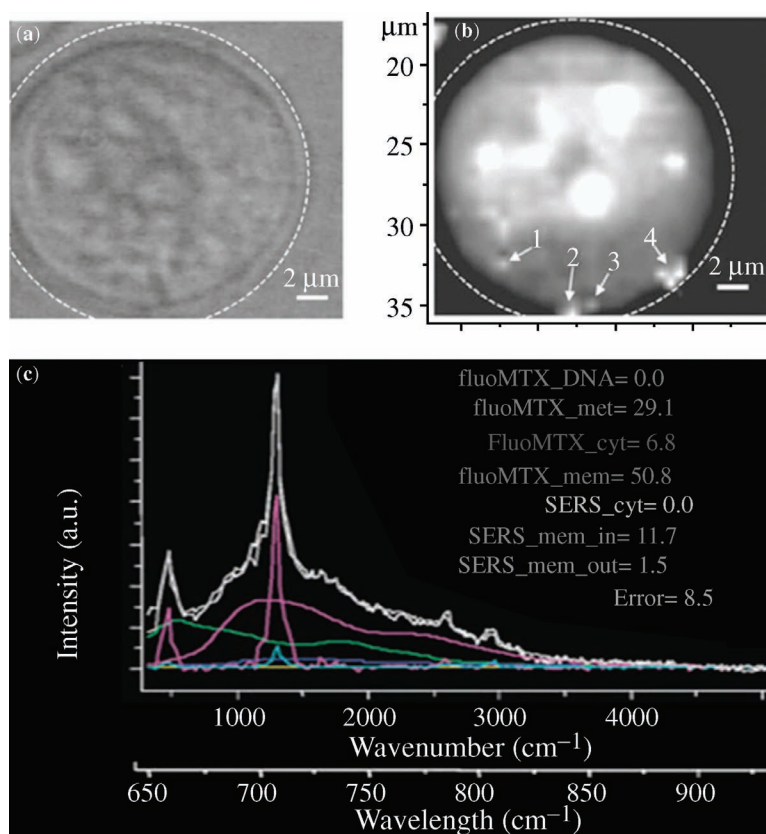 (a)
2 μm
μm
(b)
20
25
30
35
1
2
3
4
2 μm
(c)
fluoMTX_DNA= 0.0
fluoMTX_met= 29.1
FluoMTX_cyt= 6.8
fluoMTX_mem= 50.8
SERS_cyt= 0.0
SERS_mem_in= 11.7
SERS_mem_out= 1.5
Error= 8.5
Intensity (a.u.)
1000 2000 3000 4000
Wavenumber (cm⁻¹)
650 700 750 800 850 900
Wavelength (cm⁻¹)